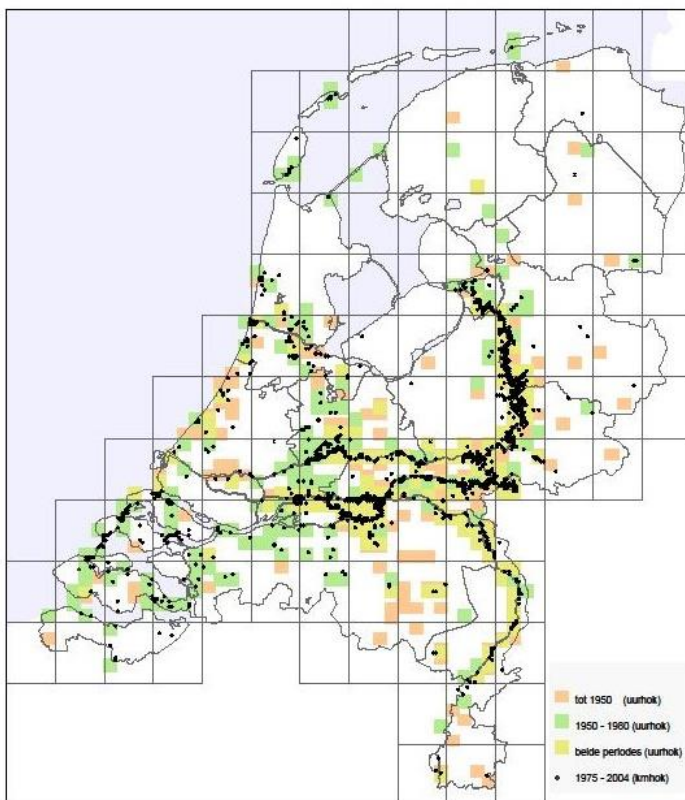 tot 1950 (uurhok)
1950 - 1980 (uurhok)
beide periodes (uurhok)
1975 - 2004 (kmhok)